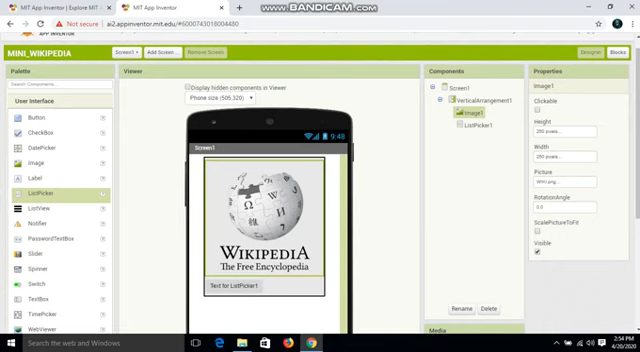 WWW.BANDICAM.COM
MIT App Inventor | Explore MIT A
MIT App Inventor
Not secure | ai2.appinventor.mit.edu/#6000743018004480
APP INVENTOR
MINI_WIKIPEDIA
Screen1
Add Screen...
Remove Screen
Designer
Blocks
Palette
Search Components...
User Interface
Button
CheckBox
DatePicker
Image
Label
ListPicker
ListView
Notifier
PasswordTextBox
Slider
Spinner
Switch
TextBox
TimePicker
WebViewer
Viewer
Display hidden components in Viewer
Phone size (505,320)
9:48
Screen1
WIKIPEDIA
The Free Encyclopedia
Text for ListPicker1
Components
Screen1
VerticalArrangement1
Image1
ListPicker1
Rename
Delete
Media
Properties
Image1
Clickable
Height
250 pixels...
Width
250 pixels...
Picture
WIKI.png...
RotationAngle
0.0
ScalePictureToFit
Visible
Search the web and Windows
2:54 PM
4/20/2020